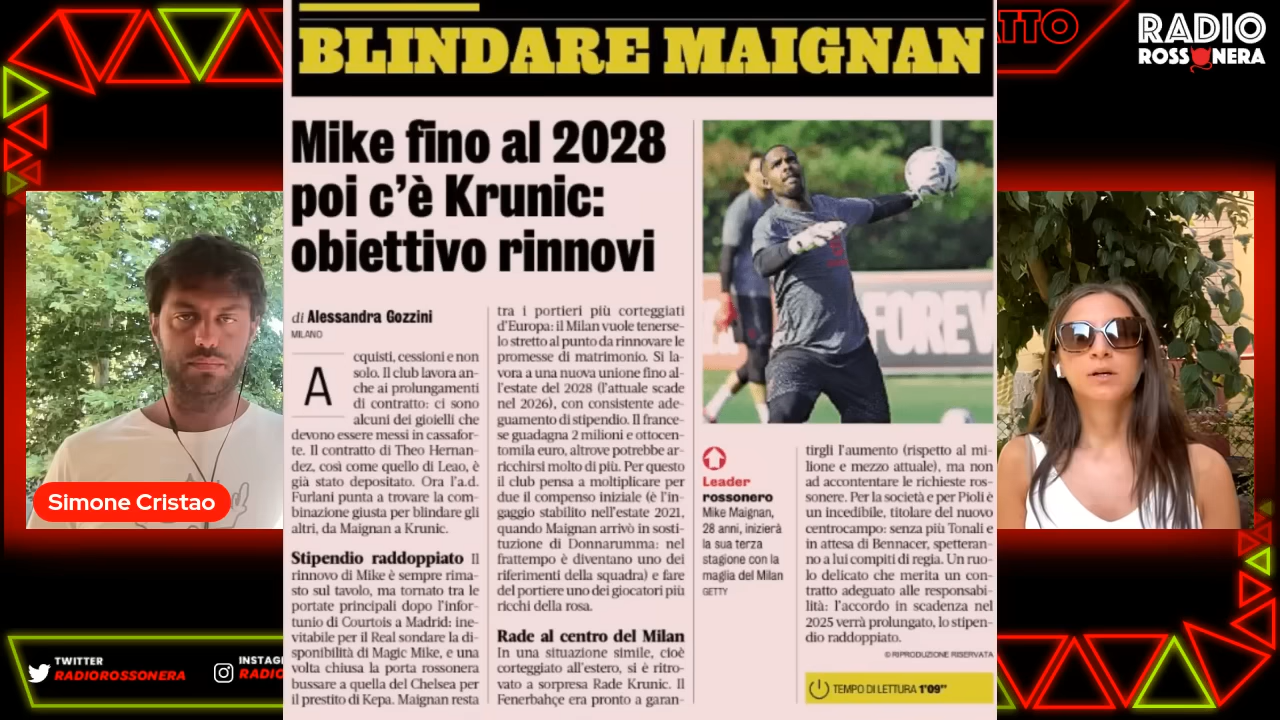 BLINDARE MAIGNAN
Mike fino al 2028
poi c'è Krunic:
obiettivo rinnovi
di Alessandra Gozzini
MILANO
A
cquisti, cessioni e non
solo. Il club lavora an-
che ai prolungamenti
di contratto: ci sono
alcuni dei gioielli che
devono essere messi in cassafor-
te. Il contratto di Theo Hernan-
dez, così come quello di Leao, è
già stato depositato. Ora l'a.d.
Furlani punta a trovare la com-
binazione giusta per blindare gli
altri, da Maignan a Krunic.
Stipendio raddoppiato Il
rinnovo di Mike è sempre rima-
sto sul tavolo, ma tornato tra le
portate principali dopo l'infor-
tunio di Courtois a Madrid: ine-
vitabile per il Real sondare la di-
sponibilità di Magic Mike, e una
volta chiusa la porta rossonera
bussare a quella del Chelsea per
il prestito di Kepa. Maignan resta
tra i portieri più corteggiati
d'Europa: il Milan vuole tenerse-
lo stretto al punto da rinnovare le
promesse di matrimonio. Si la-
vora a una nuova unione fino al-
l'estate del 2028 (l'attuale scade
nel 2026), con consistente ade-
guamento di stipendio. Il france-
se guadagna 2 milioni e ottocen-
tomila euro, altrove potrebbe ar-
ricchirsi molto di più. Per questo
il club pensa a moltiplicare per
due il compenso iniziale (è l'in-
gaggio stabilito nell'estate 2021,
quando Maignan arrivò in sosti-
tuzione di Donnarumma: nel
frattempo è diventato uno dei
riferimenti della squadra) e fare
del portiere uno dei giocatori più
ricchi della rosa.
Rade al centro del Milan
In una situazione simile, cioè
corteggiato all'estero, si è ritro-
vato a sorpresa Rade Krunic. Il
Fenerbahçe era pronto a garan-
FOREV
Leader
rossonero
Mike Maignan,
28 anni, inizierà
la sua terza
stagione con la
maglia del Milan
GETTY
tirgli l'aumento (rispetto al mi-
lione e mezzo attuale), ma non
ad accontentare le richieste ros-
sonere. Per la società e per Pioli è
un incedibile, titolare del nuovo
centrocampo: senza più Tonali e
in attesa di Bennacer, spetteran-
no a lui compiti di regia. Un ruo-
lo delicato che merita un con-
tratto adeguato alle responsabi-
lità: l'accordo in scadenza nel
2025 verrà prolungato, lo stipen-
dio raddoppiato.
© RIPRODUZIONE RISERVATA
TEMPO DI LETTURA 1'09"
TTO
RADIO
ROSSONERA
Simone Cristao
TWITTER
RADIOROSSONERA
INSTAG
RADIO